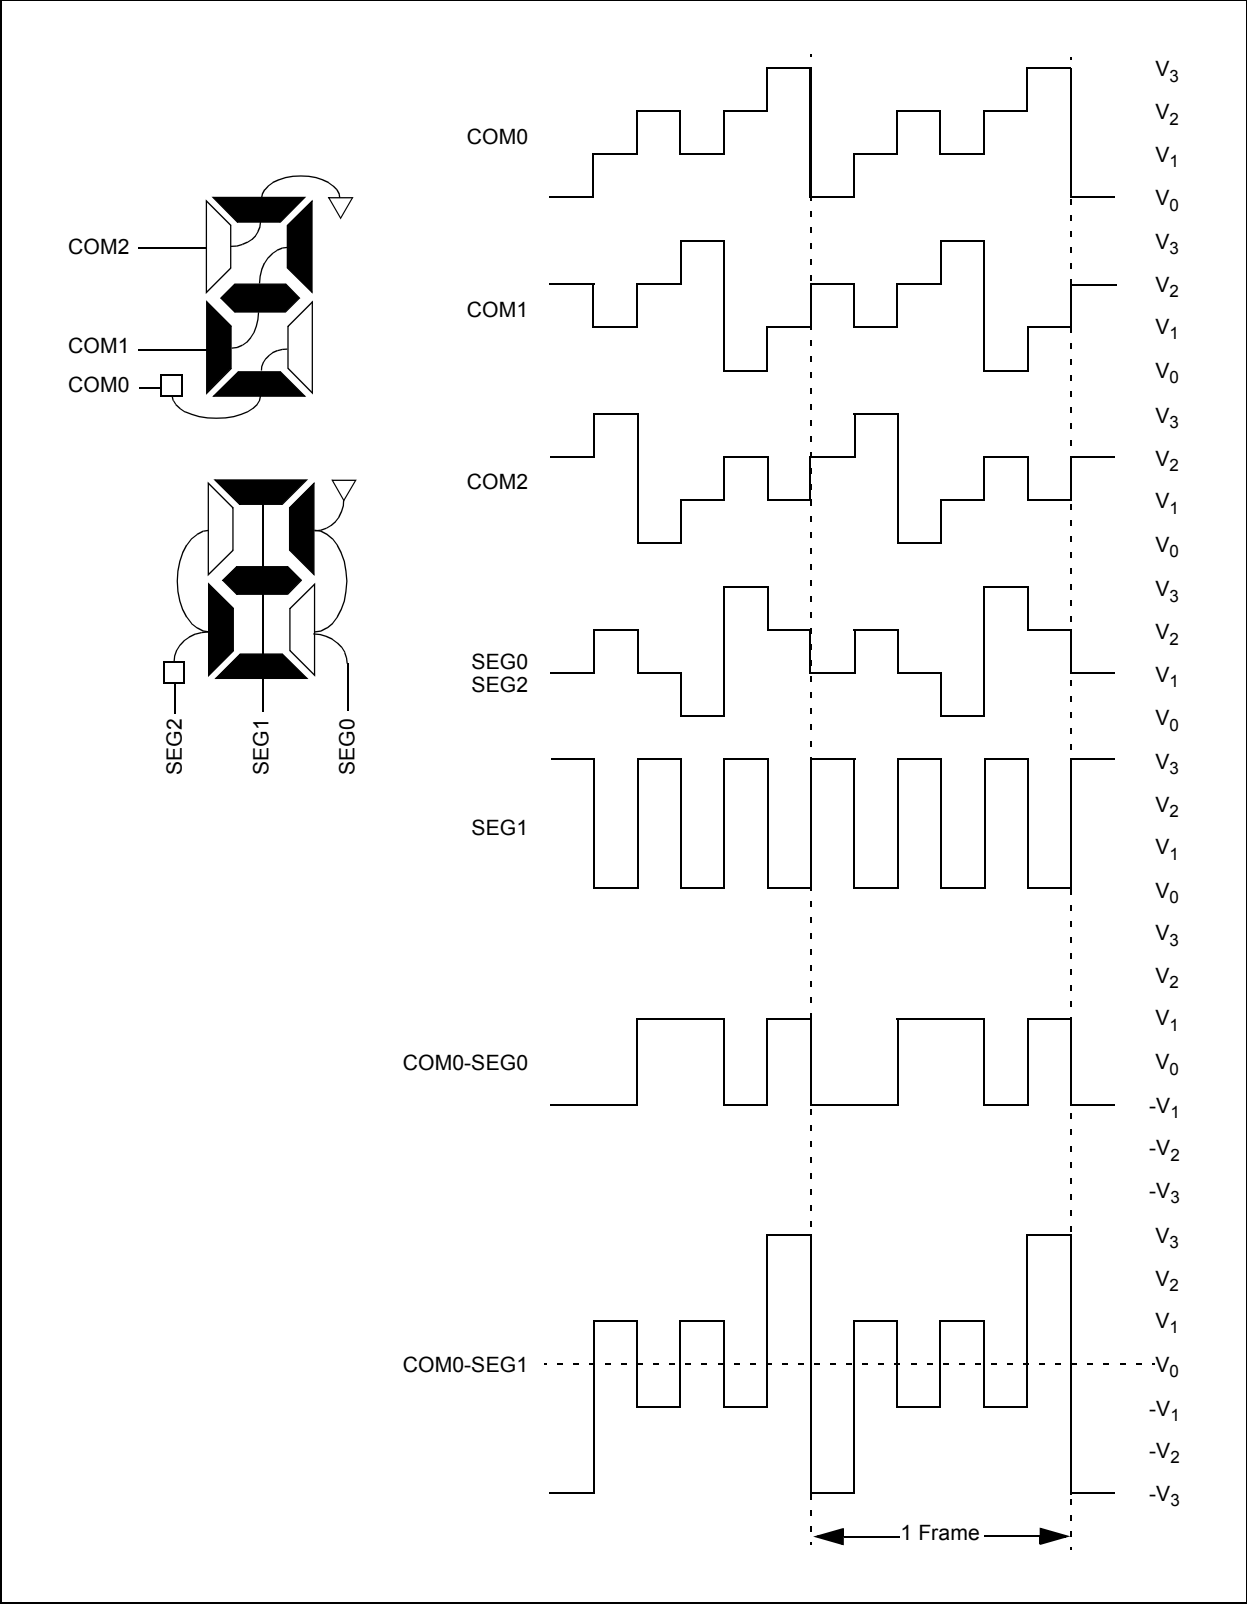 COM2
COM1
COM0
SEG2
SEG1
SEG0
COM0
V3
V2
V1
V0
COM1
V3
V2
V1
V0
COM2
V3
V2
V1
V0
SEG0
SEG2
V3
V2
V1
V0
SEG1
V3
V2
V1
V0
COM0-SEG0
V3
V2
V1
V0
-V1
-V2
-V3
COM0-SEG1
V3
V2
V1
V0
-V1
-V2
-V3
1 Frame